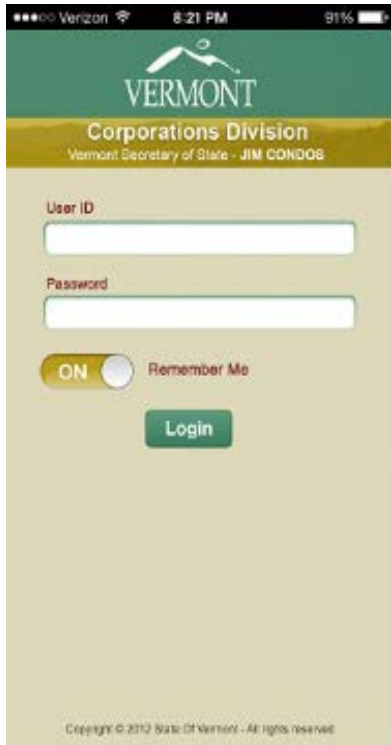 Verizon 8:21 PM 91%
VERMONT
Corporations Division
Vermont Secretary of State - JIM CONDOS
User ID
Password
ON Remember Me
Login
Copyright © 2012 State Of Vermont - All rights reserved